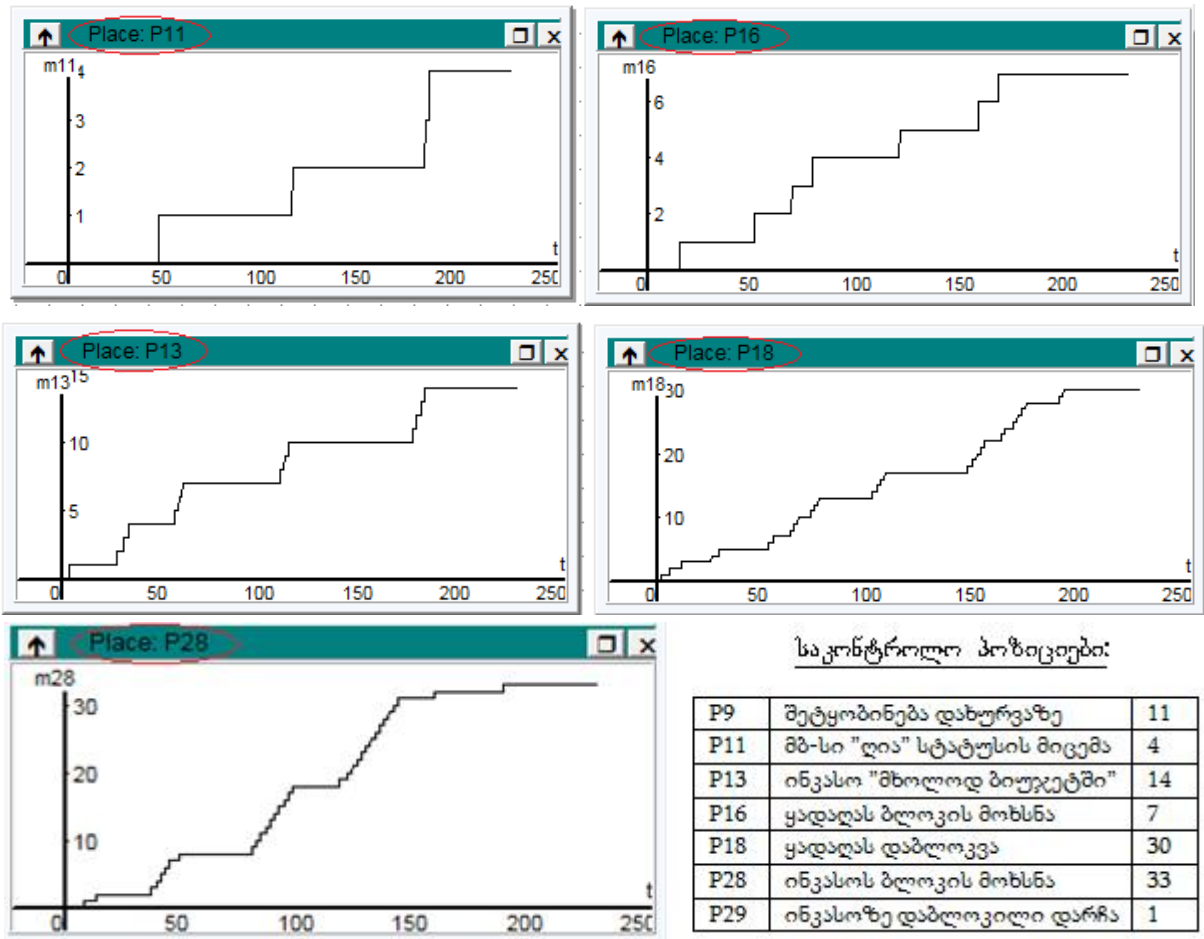 Place: P11
m11
4
3
2
1
t
0 50 100 150 200 250
Place: P16
m16
6
4
2
t
0 50 100 150 200 250
Place: P13
m13
15
10
5
t
0 50 100 150 200 250
Place: P18
m18
30
20
10
t
0 50 100 150 200 250
Place: P28
m28
30
20
10
t
0 50 100 150 200 250
საკონტროლო პოზიციები:
P9 შეტყობინება დახურვაზე 11
P11 მბ-სი "ღია" სტატუსის მიცემა 4
P13 ინკასო "მხოლოდ ბიუჯეტში" 14
P16 ყადაღას ბლოკის მოხსნა 7
P18 ყადაღას დაბლოკვა 30
P28 ინკასოს ბლოკის მოხსნა 33
P29 ინკასოზე დაბლოკილი დარჩა 1